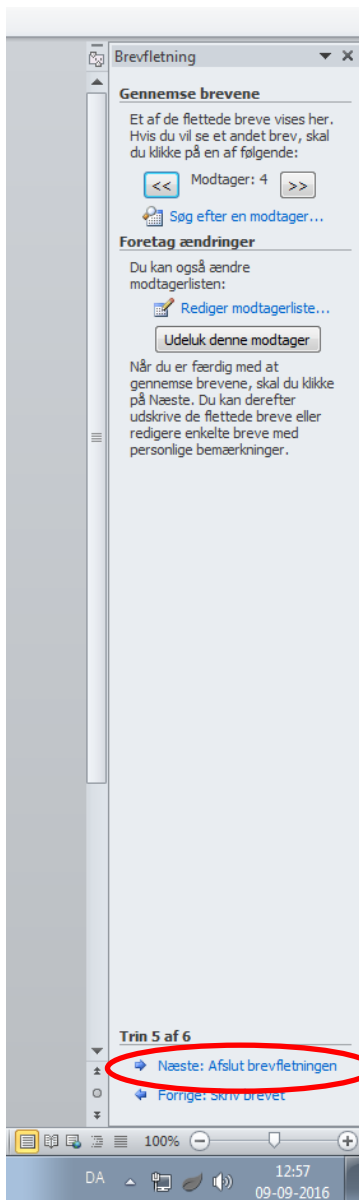 Brevfletning
Gennemse brevene
Et af de flettede breve vises her.
Hvis du vil se et andet brev, skal
du klikke på en af følgende:
<< Modtager: 4 >>
Søg efter en modtager...
Foretag ændringer
Du kan også ændre
modtagerlisten:
Rediger modtagerliste...
Udeluk denne modtager
Når du er færdig med at
gennemse brevene, skal du klikke
på Næste. Du kan derefter
udskrive de flettede breve eller
redigere enkelte breve med
personlige bemærkninger.
Trin 5 af 6
Næste: Afslut brevfletningen
Forrige: Skriv brevet
100%
DA
12:57
09-09-2016